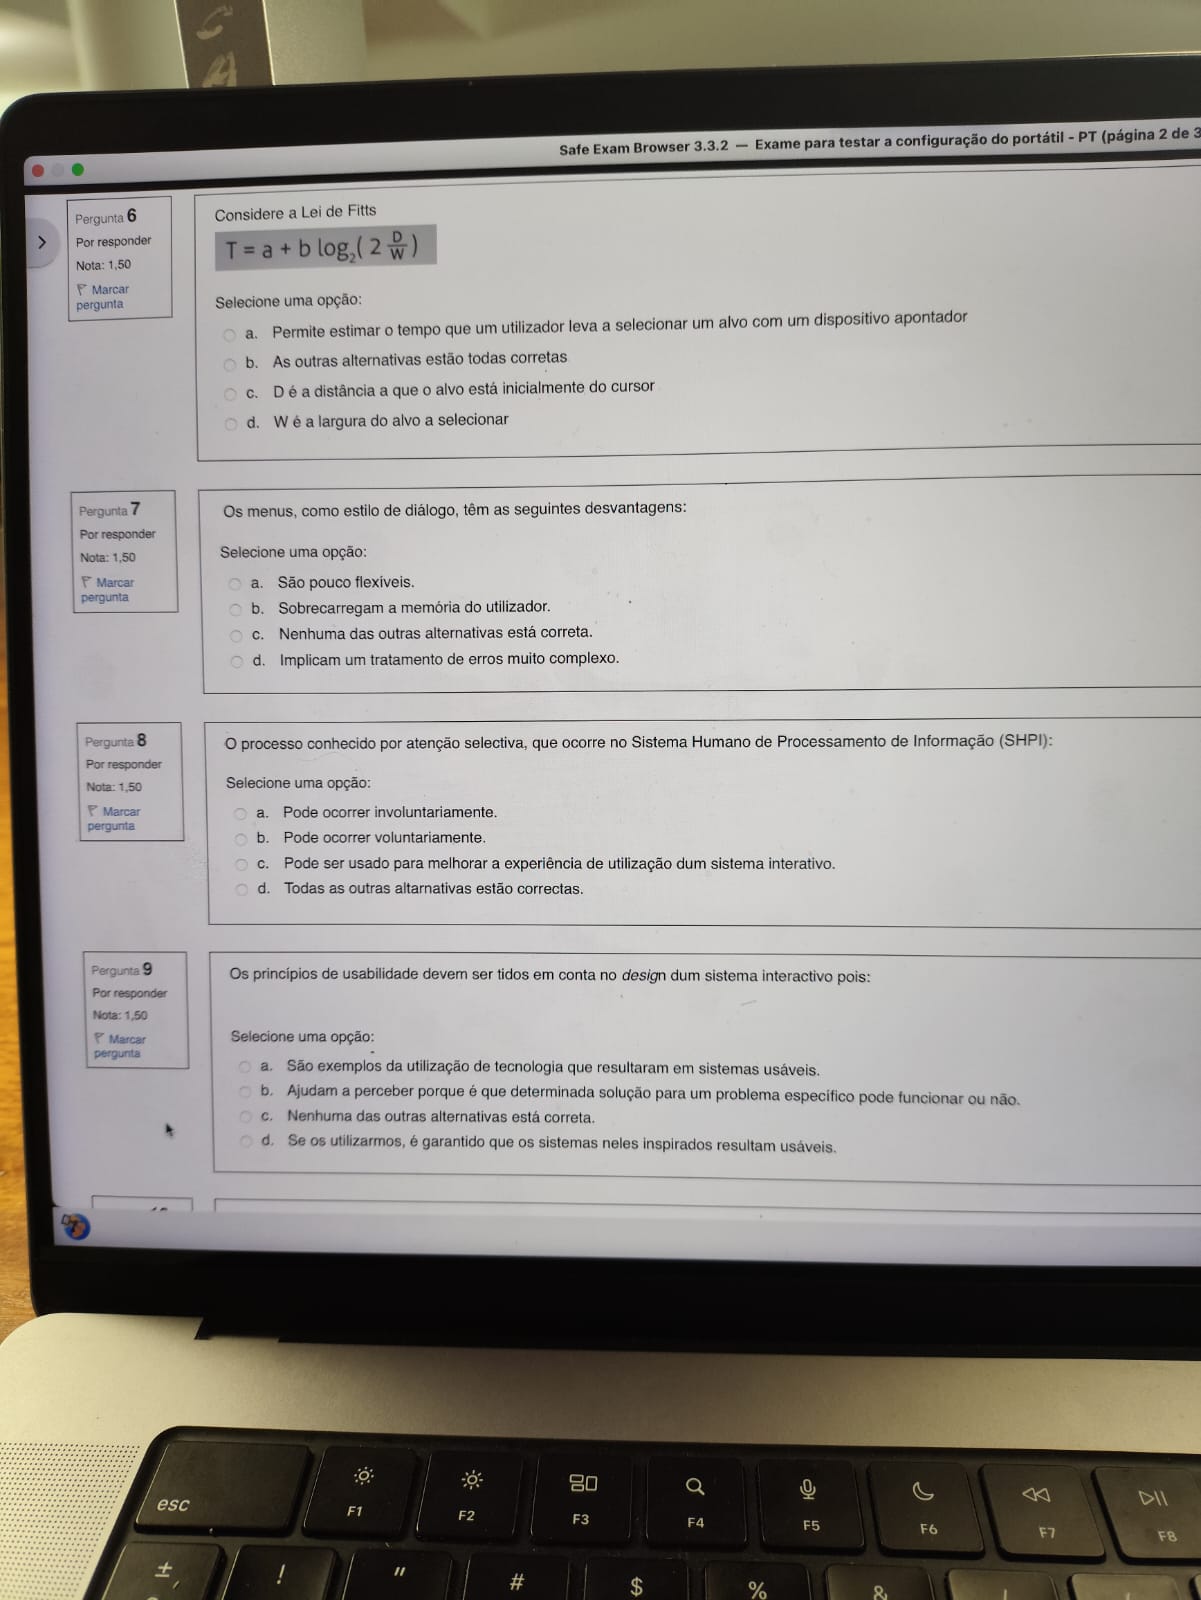 Safe Exam Browser 3.3.2 — Exame para testar a configuração do portátil - PT (página 2 de 3
Pergunta 6
Por responder
Nota: 1,50
Marcar
pergunta
Considere a Lei de Fitts
T = a + b log₂( 2 D/W )
Selecione uma opção:
a. Permite estimar o tempo que um utilizador leva a selecionar um alvo com um dispositivo apontador
b. As outras alternativas estão todas corretas
c. D é a distância a que o alvo está inicialmente do cursor
d. W é a largura do alvo a selecionar
Pergunta 7
Por responder
Nota: 1,50
Marcar
pergunta
Os menus, como estilo de diálogo, têm as seguintes desvantagens:
Selecione uma opção:
a. São pouco flexíveis.
b. Sobrecarregam a memória do utilizador.
c. Nenhuma das outras alternativas está correta.
d. Implicam um tratamento de erros muito complexo.
Pergunta 8
Por responder
Nota: 1,50
Marcar
pergunta
O processo conhecido por atenção selectiva, que ocorre no Sistema Humano de Processamento de Informação (SHPI):
Selecione uma opção:
a. Pode ocorrer involuntariamente.
b. Pode ocorrer voluntariamente.
c. Pode ser usado para melhorar a experiência de utilização dum sistema interativo.
d. Todas as outras altarnativas estão correctas.
Pergunta 9
Por responder
Nota: 1,50
Marcar
pergunta
Os princípios de usabilidade devem ser tidos em conta no design dum sistema interactivo pois:
Selecione uma opção:
a. São exemplos da utilização de tecnologia que resultaram em sistemas usáveis.
b. Ajudam a perceber porque é que determinada solução para um problema específico pode funcionar ou não.
c. Nenhuma das outras alternativas está correta.
d. Se os utilizarmos, é garantido que os sistemas neles inspirados resultam usáveis.
esc
F1
F2
F3
F4
F5
F6
F7
F8
±
!
"
#
$
%
&